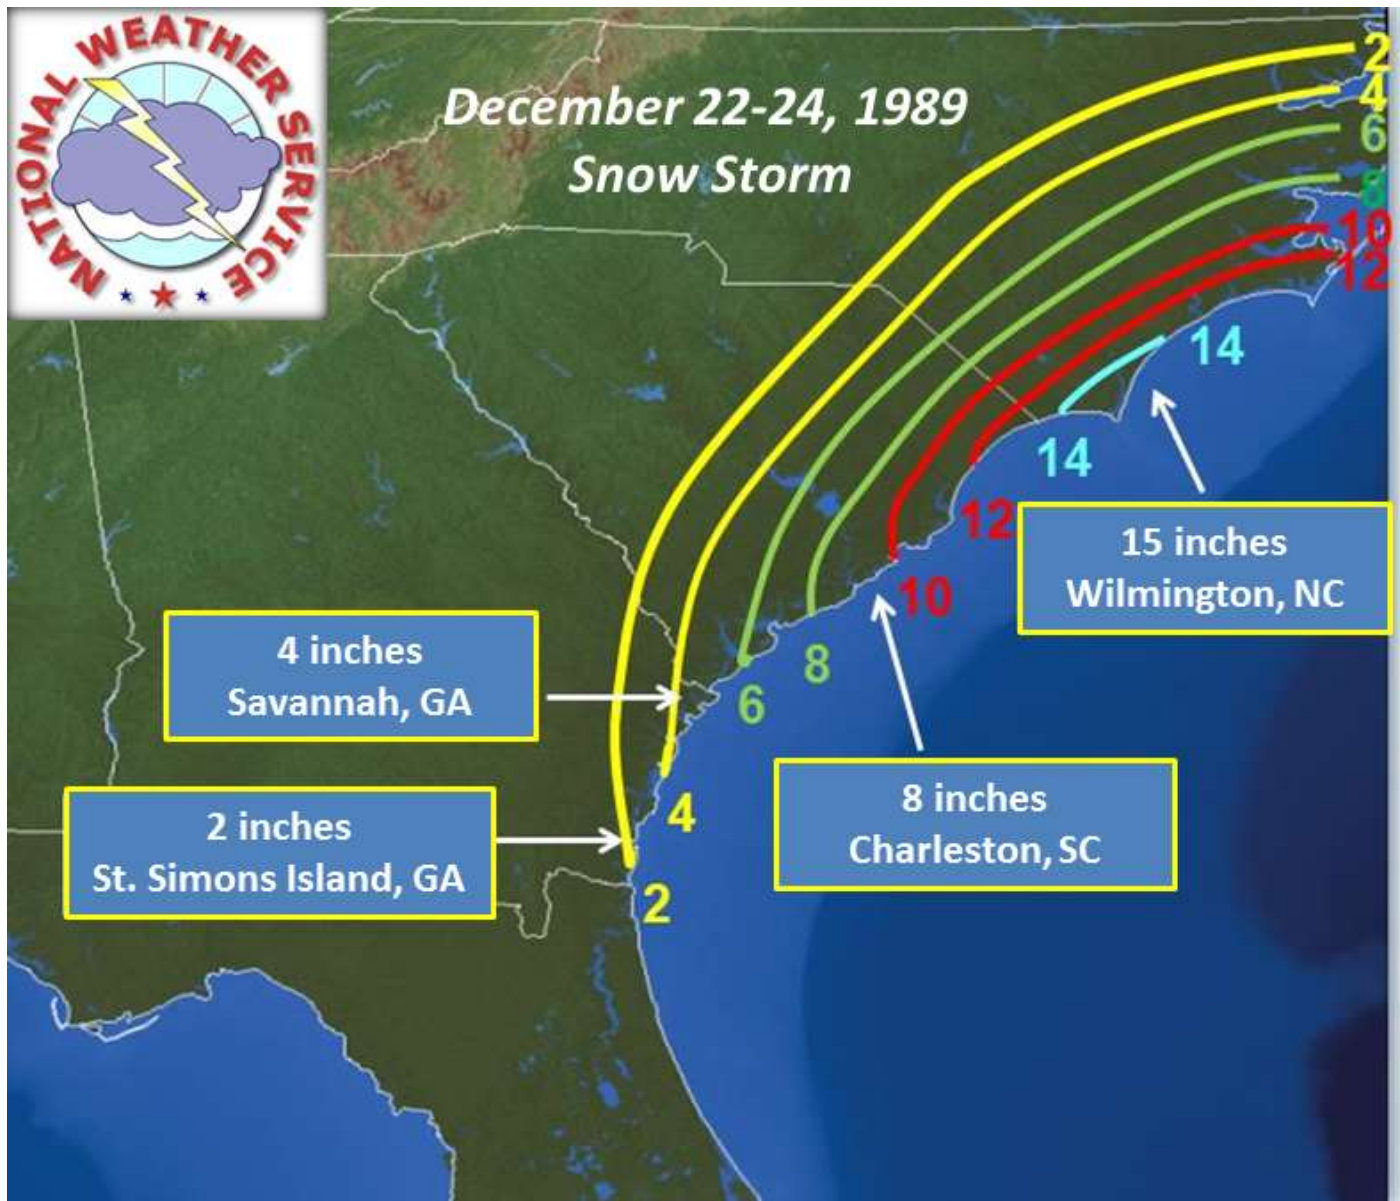 NATIONAL WEATHER SERVICE
December 22-24, 1989
Snow Storm
2
4
6
8
10
12
14
14
12
15 inches
Wilmington, NC
10
4 inches
Savannah, GA
8
6
8 inches
Charleston, SC
4
2 inches
St. Simons Island, GA
2